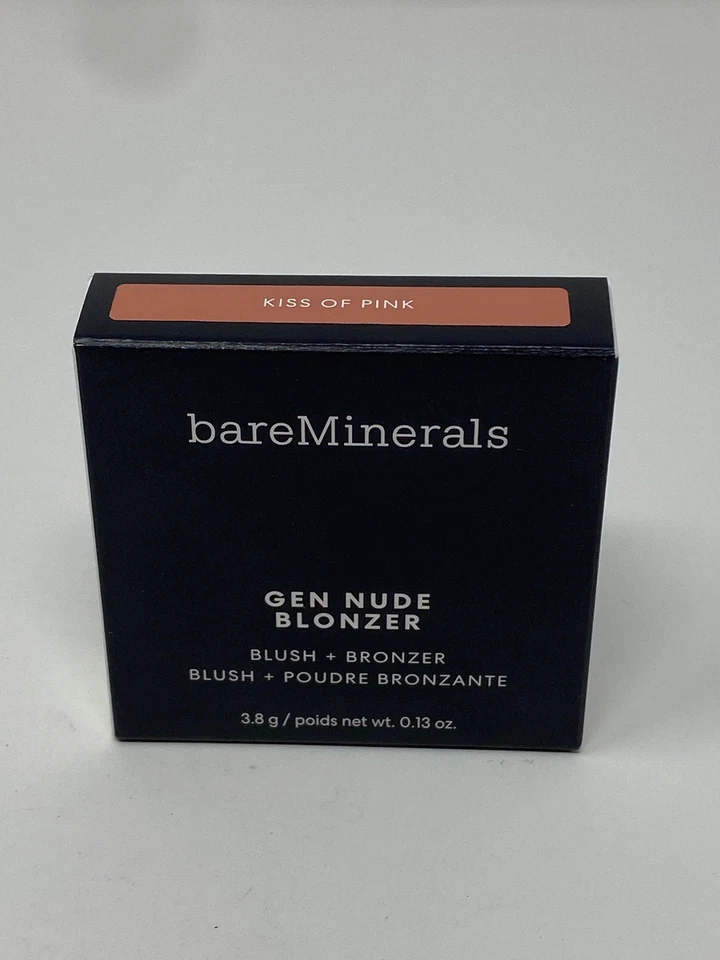 KISS OF PINK
bareMinerals
GEN NUDE
BLONZER
BLUSH + BRONZER
BLUSH + POUDRE BRONZANTE
3.8 g / poids net wt. 0.13 oz.